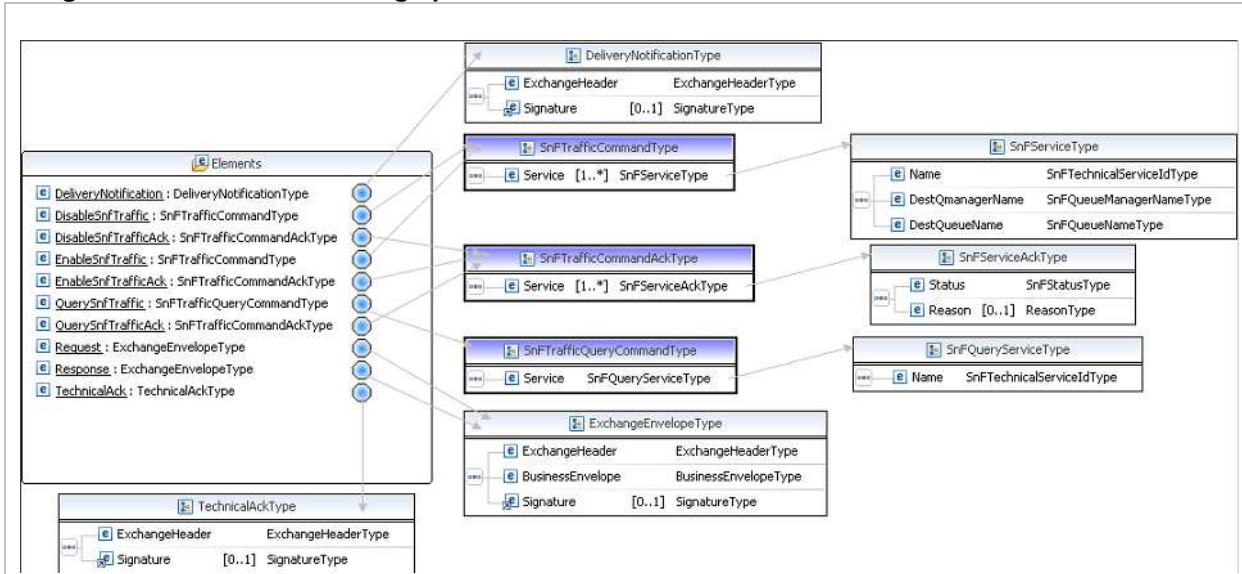 DeliveryNotificationType
ExchangeHeader ExchangeHeaderType
Signature [0..1] SignatureType
SnFTrafficCommandType
Service [1..*] SnFServiceType
SnFServiceType
Name SnFTechnicalServiceIdType
DestQmanagerName SnFQueueManagerNameType
DestQueueName SnFQueueNameType
Elements
DeliveryNotification : DeliveryNotificationType
DisableSnfTraffic : SnFTrafficCommandType
DisableSnfTrafficAck : SnFTrafficCommandAckType
EnableSnfTraffic : SnFTrafficCommandType
EnableSnfTrafficAck : SnFTrafficCommandAckType
QuerySnfTraffic : SnFTrafficQueryCommandType
QuerySnfTrafficAck : SnFTrafficCommandAckType
Request : ExchangeEnvelopeType
Response : ExchangeEnvelopeType
TechnicalAck : TechnicalAckType
SnFTrafficCommandAckType
Service [1..*] SnFServiceAckType
SnFServiceAckType
Status SnFStatusType
Reason [0..1] ReasonType
SnFTrafficQueryCommandType
Service SnFQueryServiceType
SnFQueryServiceType
Name SnFTechnicalServiceIdType
ExchangeEnvelopeType
ExchangeHeader ExchangeHeaderType
BusinessEnvelope BusinessEnvelopeType
Signature [0..1] SignatureType
TechnicalAckType
ExchangeHeader ExchangeHeaderType
Signature [0..1] SignatureType